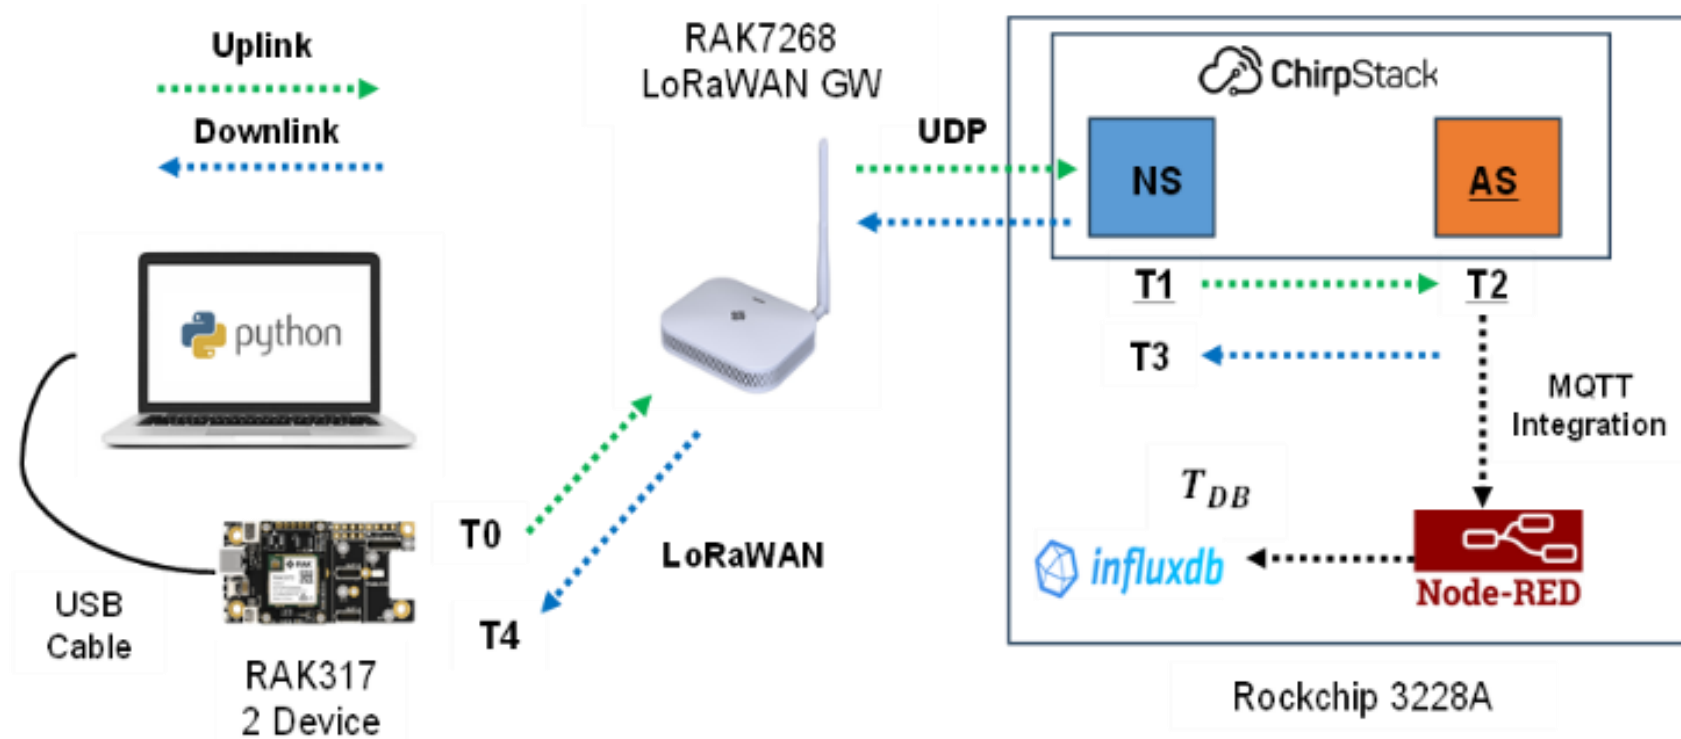 Uplink
Downlink
RAK7268
LoRaWAN GW
UDP
ChirpStack
NS
AS
T1
T2
T3
MQTT
Integration
python
T0
T4
LoRaWAN
T_DB
influxdb
Node-RED
USB
Cable
RAK317
2 Device
Rockchip 3228A